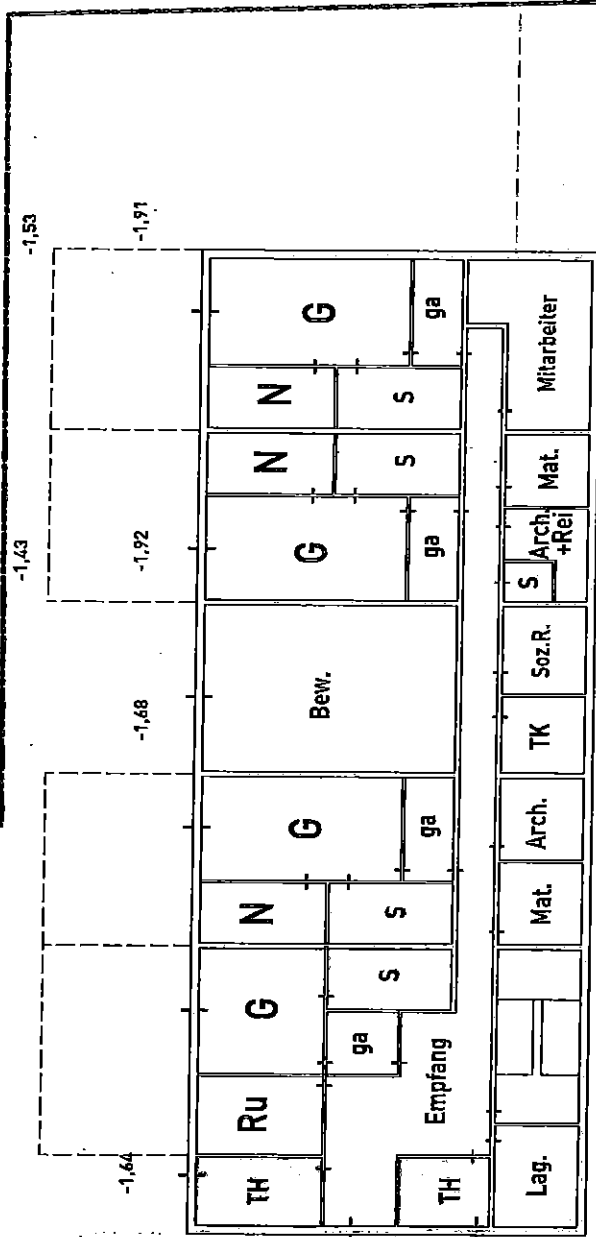 -1,64
-1,68
-1,92
-1,91
-1,43
-1,53
TH
Ru
G
N
G
Bew.
G
N
N
G
ga
S
S
ga
ga
S
S
ga
TH
Empfang
Lag.
Mat.
Arch.
TK
Soz.R.
S
Arch.
+Rei
Mat.
Mitarbeiter